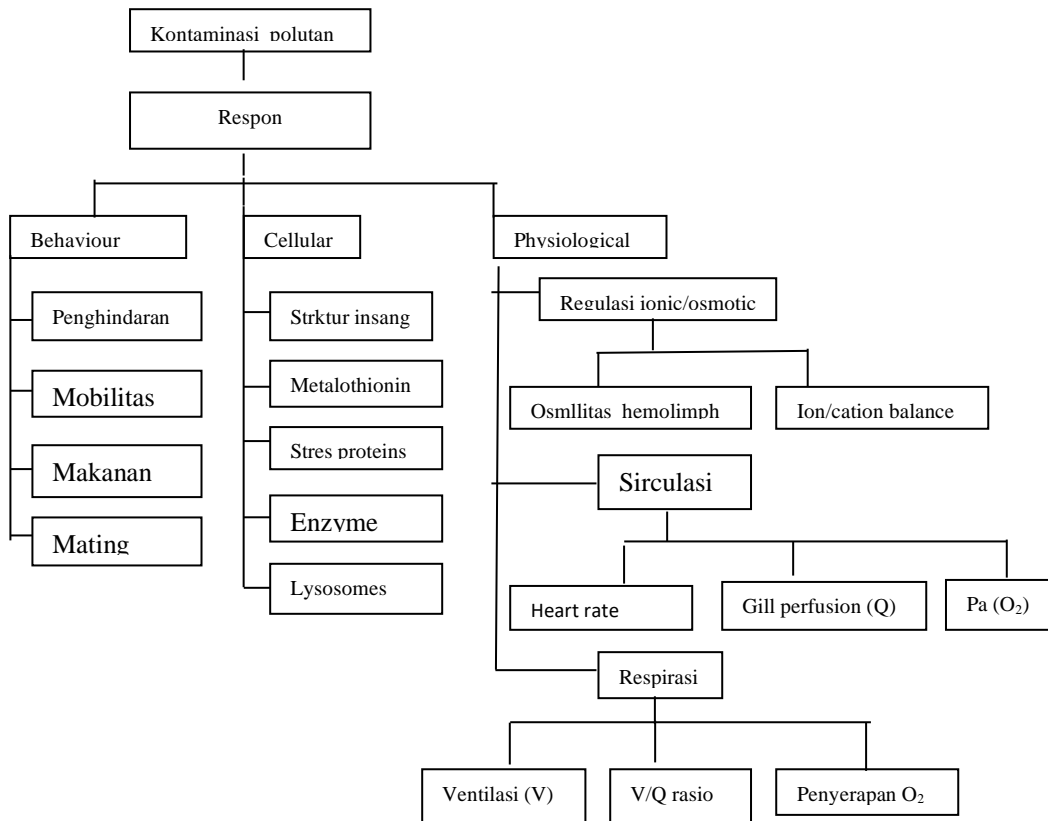 Kontaminasi polutan
Respon
Behaviour
Cellular
Physiological
Penghindaran
Mobilitas
Makanan
Mating
Strktur insang
Metalothionin
Stres proteins
Enzyme
Lysosomes
Regulasi ionic/osmotic
Osmllitas hemolimph
Ion/cation balance
Sirculasi
Heart rate
Gill perfusion (Q)
Pa (O₂)
Respirasi
Ventilasi (V)
V/Q rasio
Penyerapan O₂